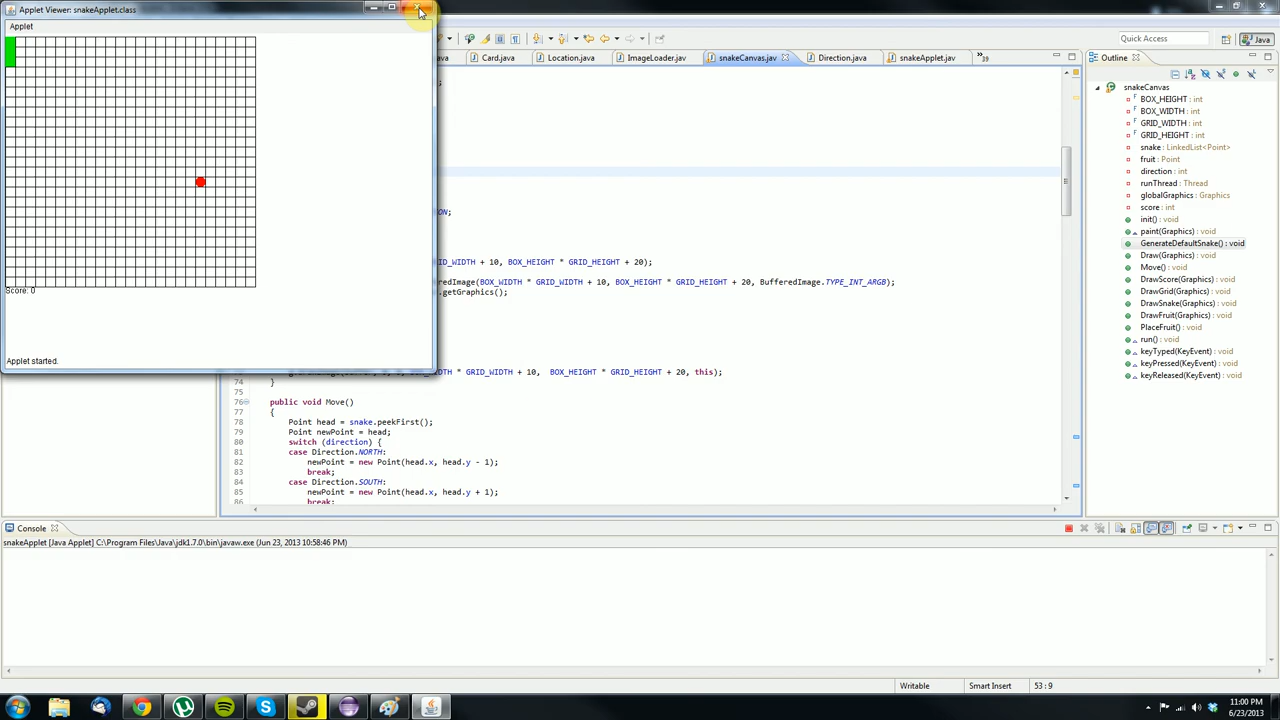 Applet Viewer: snakeApplet.class
Applet
Score: 0
Applet started.
Quick Access
Java
Card.java
Location.java
ImageLoader.jav
snakeCanvas.jav
Direction.java
snakeApplet.jav
39
GRID_WIDTH + 10, BOX_HEIGHT * GRID_HEIGHT + 20);
BufferedImage(BOX_WIDTH * GRID_WIDTH + 10, BOX_HEIGHT * GRID_HEIGHT + 20, BufferedImage.TYPE_INT_ARGB);
.getGraphics();
* GRID_WIDTH + 10, BOX_HEIGHT * GRID_HEIGHT + 20, this);
74 }
75
76 public void Move()
77 {
78 Point head = snake.peekFirst();
79 Point newPoint = head;
80 switch (direction) {
81 case Direction.NORTH:
82 newPoint = new Point(head.x, head.y - 1);
83 break;
84 case Direction.SOUTH:
85 newPoint = new Point(head.x, head.y + 1);
86 break;
Outline
snakeCanvas
BOX_HEIGHT : int
BOX_WIDTH : int
GRID_WIDTH : int
GRID_HEIGHT : int
snake : LinkedList<Point>
fruit : Point
direction : int
runThread : Thread
globalGraphics : Graphics
score : int
init() : void
paint(Graphics) : void
GenerateDefaultSnake() : void
Draw(Graphics) : void
Move() : void
DrawScore(Graphics) : void
DrawGrid(Graphics) : void
DrawSnake(Graphics) : void
DrawFruit(Graphics) : void
PlaceFruit() : void
run() : void
keyTyped(KeyEvent) : void
keyPressed(KeyEvent) : void
keyReleased(KeyEvent) : void
Console
snakeApplet [Java Applet] C:\Program Files\Java\jdk1.7.0\bin\javaw.exe (Jun 23, 2013 10:58:46 PM)
Writable
Smart Insert
53 : 9
11:00 PM
6/23/2013